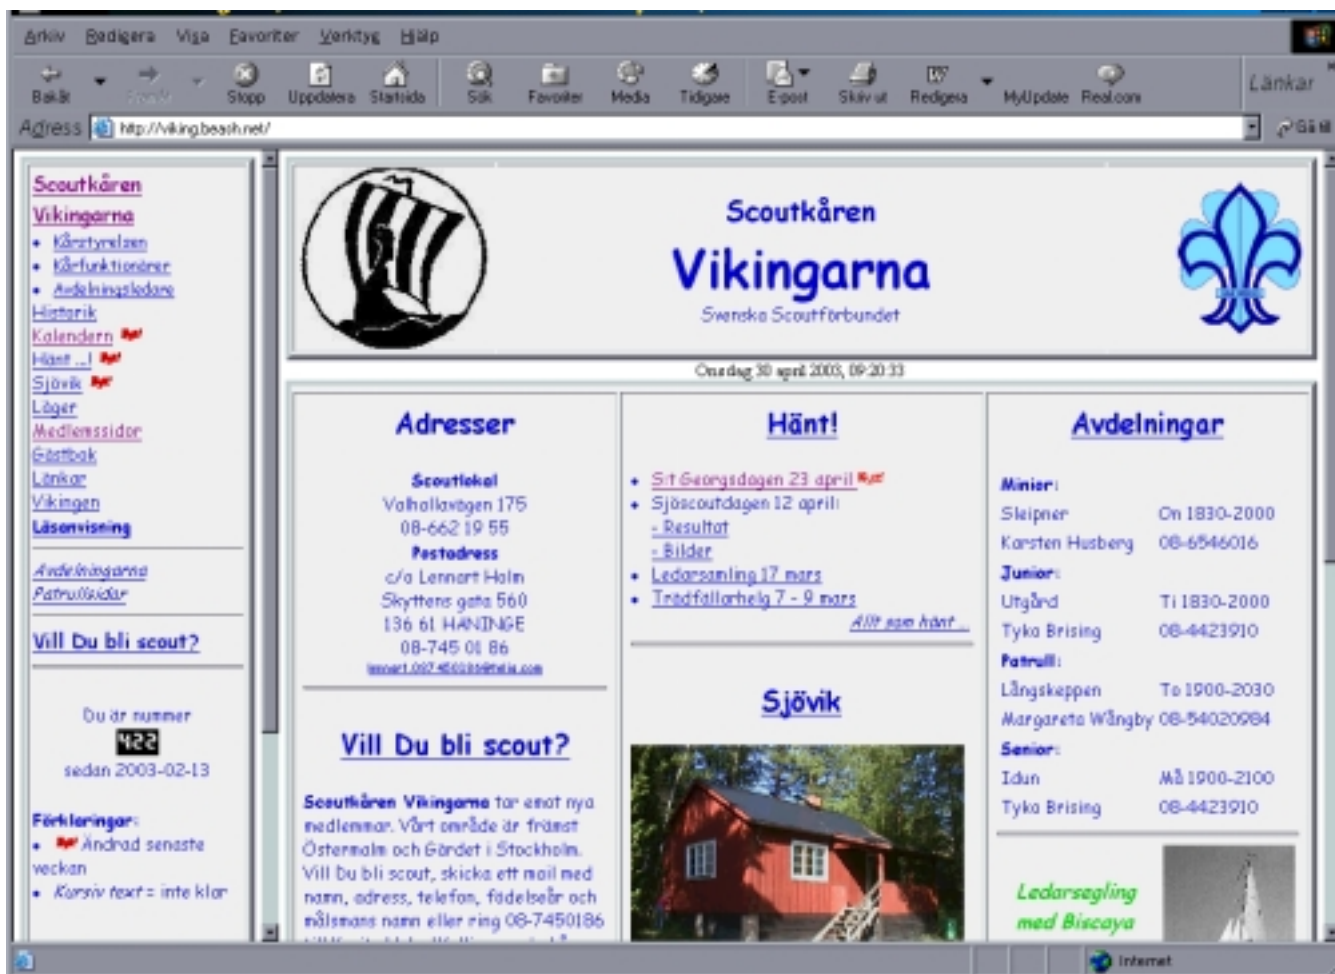 Arkiv Redigera Visa Favoriter Verktyg Hjälp
Bakåt Stopp Uppdatera Startsida Sök Favoriter Media Tidigare E-post Skriv ut Redigera MyUpdate Real.com Länkar
Adress http://viking.beash.net/ Gå till
Scoutkåren
Vikingarna
• Kårstyrelsen
• Kårfunktionärer
• Avdelningsledare
Historik
Kalendern
Hänt ...!
Sjövik
Läger
Medlemssidor
Gästbok
Länkar
Vikingen
Läsanvisning
Avdelningarna
Patrullsidor
Vill Du bli scout?
Du är nummer
422
sedan 2003-02-13
Förklaringar:
• Ändrad senaste
veckan
• Kursiv text = inte klar
Scoutkåren
Vikingarna
Svenska Scoutförbundet
Onsdag 30 april 2003, 09:20:33
Adresser
Scoutlokal
Valhallavägen 175
08-662 19 55
Postadress
c/o Lennart Holm
Skyttens gata 560
136 61 HANINGE
08-745 01 86
lennart.087450186@telia.com
Vill Du bli scout?
Scoutkåren Vikingarna tar emot nya
medlemmar. Vårt område är främst
Östermalm och Gärdet i Stockholm.
Vill Du bli scout, skicka ett mail med
namn, adress, telefon, födelseår och
målsmans namn eller ring 08-7450186
Hänt!
• S:t Georgsdagen 23 april
• Sjöscoutdagen 12 april:
- Resultat
- Bilder
• Ledarsamling 17 mars
• Trädfällarhelg 7 - 9 mars
Allt som hänt ...
Sjövik
Avdelningar
Minior:
Sleipner On 1830-2000
Karsten Husberg 08-6546016
Junior:
Utgård Ti 1830-2000
Tyka Brising 08-4423910
Patrull:
Långskeppen To 1900-2030
Margareta Wångby 08-54020984
Senior:
Idun Må 1900-2100
Tyka Brising 08-4423910
Ledarsegling
med Biscaya
Internet